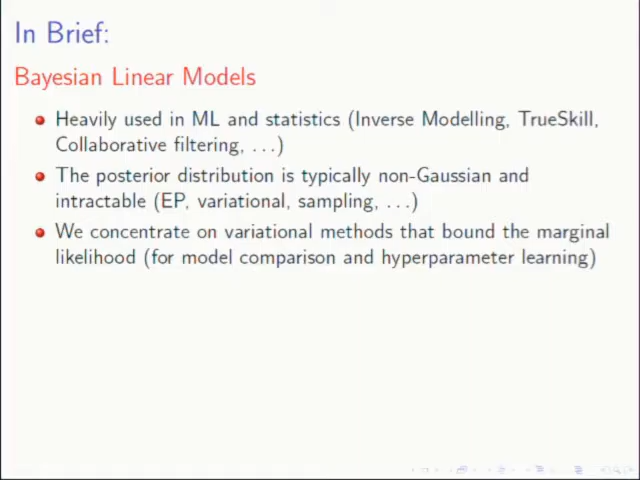 In Brief:
Bayesian Linear Models
Heavily used in ML and statistics (Inverse Modelling, TrueSkill,
Collaborative filtering, ...)
The posterior distribution is typically non-Gaussian and
intractable (EP, variational, sampling, ...)
We concentrate on variational methods that bound the marginal
likelihood (for model comparison and hyperparameter learning)